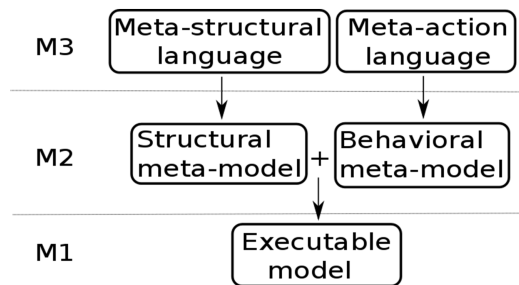 M3
Meta-structural
language
Meta-action
language
M2
Structural
meta-model
+
Behavioral
meta-model
M1
Executable
model